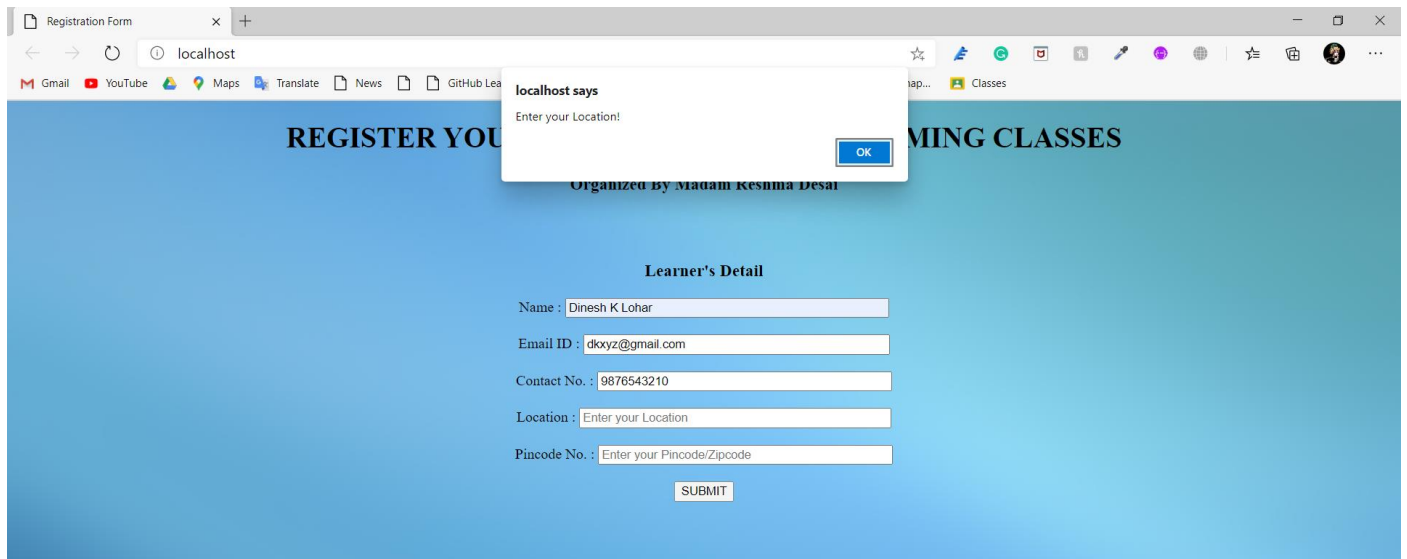 Registration Form
localhost
Gmail YouTube Maps Translate News GitHub Lea
Classes
localhost says
Enter your Location!
OK
REGISTER YOU MING CLASSES
Organized By Madam Reshma Desai
Learner's Detail
Name : Dinesh K Lohar
Email ID : dkxyz@gmail.com
Contact No. : 9876543210
Location : Enter your Location
Pincode No. : Enter your Pincode/Zipcode
SUBMIT